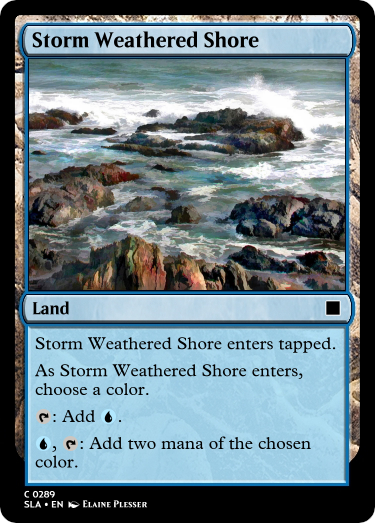 Storm Weathered Shore
Land
Storm Weathered Shore enters tapped.
As Storm Weathered Shore enters,
choose a color.
: Add .
, : Add two mana of the chosen
color.
C 0289
SLA • EN Elaine Plesser